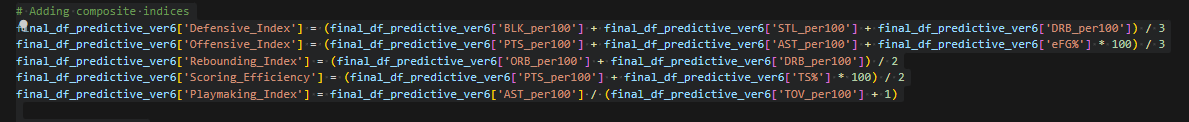 # Adding composite indices
final_df_predictive_ver6['Defensive_Index'] = (final_df_predictive_ver6['BLK_per100'] + final_df_predictive_ver6['STL_per100'] + final_df_predictive_ver6['DRB_per100']) / 3
final_df_predictive_ver6['Offensive_Index'] = (final_df_predictive_ver6['PTS_per100'] + final_df_predictive_ver6['AST_per100'] + final_df_predictive_ver6['eFG%'] * 100) / 3
final_df_predictive_ver6['Rebounding_Index'] = (final_df_predictive_ver6['ORB_per100'] + final_df_predictive_ver6['DRB_per100']) / 2
final_df_predictive_ver6['Scoring_Efficiency'] = (final_df_predictive_ver6['PTS_per100'] + final_df_predictive_ver6['TS%'] * 100) / 2
final_df_predictive_ver6['Playmaking_Index'] = final_df_predictive_ver6['AST_per100'] / (final_df_predictive_ver6['TOV_per100'] + 1)